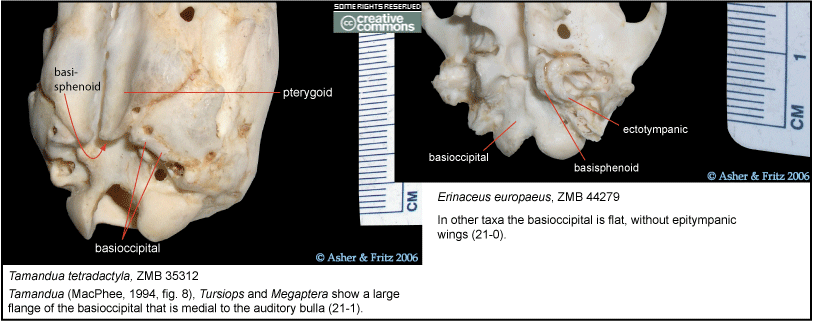 SOME RIGHTS RESERVED
cc creative commons
basi-
sphenoid
pterygoid
basioccipital
CM
© Asher & Fritz 2006
Tamandua tetradactyla, ZMB 35312
Tamandua (MacPhee, 1994, fig. 8), Tursiops and Megaptera show a large
flange of the basioccipital that is medial to the auditory bulla (21-1).
1
CM
ectotympanic
basioccipital
basisphenoid
© Asher & Fritz 2006
Erinaceus europaeus, ZMB 44279
In other taxa the basioccipital is flat, without epitympanic
wings (21-0).